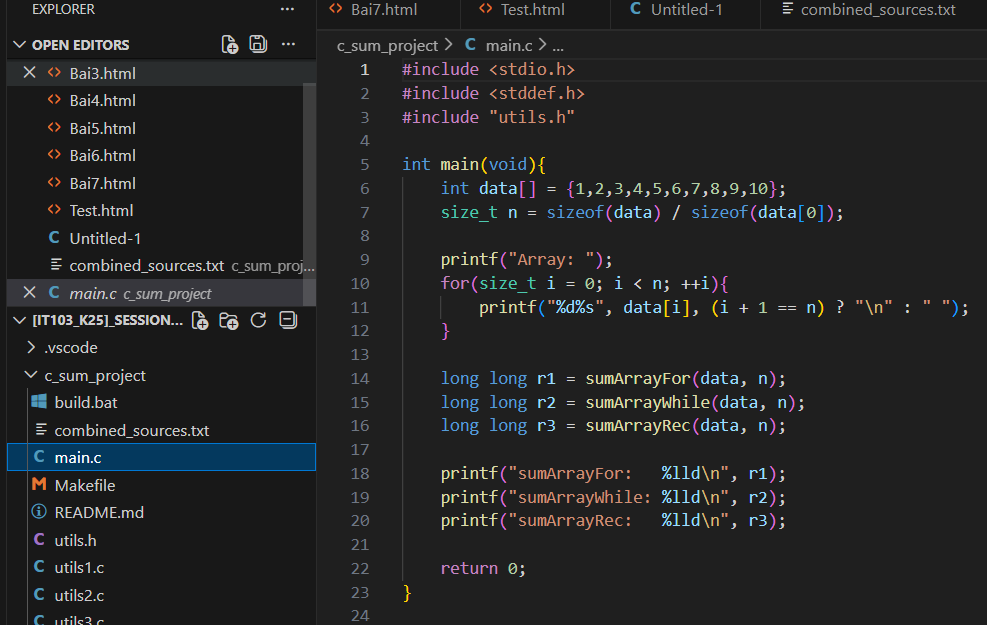 EXPLORER ...
OPEN EDITORS ...
Bai3.html
Bai4.html
Bai5.html
Bai6.html
Bai7.html
Test.html
C Untitled-1
combined_sources.txt c_sum_proj...
C main.c c_sum_project
[IT103_K25]_SESSION...
.vscode
c_sum_project
build.bat
combined_sources.txt
C main.c
M Makefile
README.md
C utils.h
C utils1.c
C utils2.c
C utils3.c
Bai7.html Test.html C Untitled-1 combined_sources.txt
c_sum_project > C main.c > ...
1 #include <stdio.h>
2 #include <stddef.h>
3 #include "utils.h"
4
5 int main(void){
6 int data[] = {1,2,3,4,5,6,7,8,9,10};
7 size_t n = sizeof(data) / sizeof(data[0]);
8
9 printf("Array: ");
10 for(size_t i = 0; i < n; ++i){
11 printf("%d%s", data[i], (i + 1 == n) ? "\n" : " ");
12 }
13
14 long long r1 = sumArrayFor(data, n);
15 long long r2 = sumArrayWhile(data, n);
16 long long r3 = sumArrayRec(data, n);
17
18 printf("sumArrayFor:   %lld\n", r1);
19 printf("sumArrayWhile: %lld\n", r2);
20 printf("sumArrayRec:   %lld\n", r3);
21
22 return 0;
23 }
24